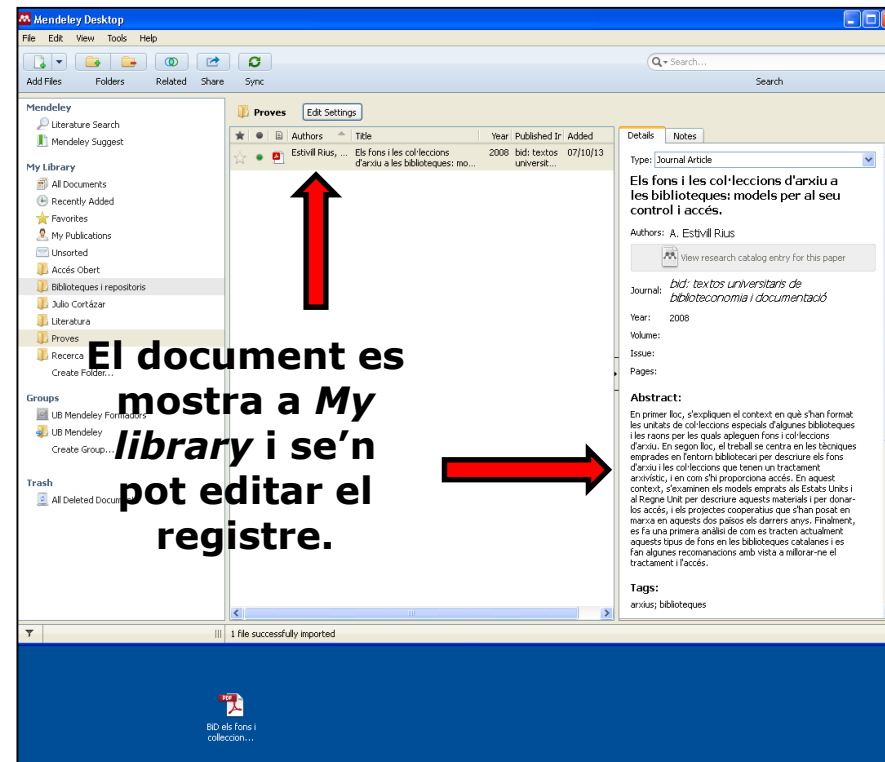 Mendeley Desktop
File Edit View Tools Help
Add Files Folders Related Share Sync
Search...
Search
Mendeley
Literature Search
Mendeley Suggest
My Library
All Documents
Recently Added
Favorites
My Publications
Unsorted
Accés Obert
Biblioteques i repositoris
Julio Cortázar
Literatura
Proves
Recerca
Create Folder...
Groups
UB Mendeley Formadors
UB Mendeley
Create Group...
Trash
All Deleted Documents
Proves Edit Settings
Authors Title Year Published In Added
Estivill Rius, ... Els fons i les col·leccions 2008 bid: textos 07/10/13
d'arxiu a les biblioteques: mo... universit...
El document es
mostra a My
library i se'n
pot editar el
registre.
Details Notes
Type: Journal Article
Els fons i les col·leccions d'arxiu a
les biblioteques: models per al seu
control i accés.
Authors: A. Estivill Rius
View research catalog entry for this paper
Journal: bid: textos universitaris de
biblioteconomia i documentació
Year: 2008
Volume:
Issue:
Pages:
Abstract:
En primer lloc, s'expliquen el context en què s'han format
les unitats de col·leccions especials d'algunes biblioteques
i les raons per les quals apleguen fons i col·leccions
d'arxiu. En segon lloc, el treball se centra en les tècniques
emprades en l'entorn bibliotecari per descriure els fons
d'arxiu i les col·leccions que tenen un tractament
arxivístic, i en com s'hi proporciona accés. En aquest
context, s'examinen els models emprats als Estats Units i
al Regne Unit per descriure aquests materials i per donar-
los accés, i els projectes cooperatius que s'han posat en
marxa en aquests dos països els darrers anys. Finalment,
es fa una primera anàlisi de com es tracten actualment
aquests tipus de fons en les biblioteques catalanes i es
fan algunes recomanacions amb vista a millorar-ne el
tractament i l'accés.
Tags:
arxius; biblioteques
1 file successfully imported
PDF
BiD els fons i
colleccion...